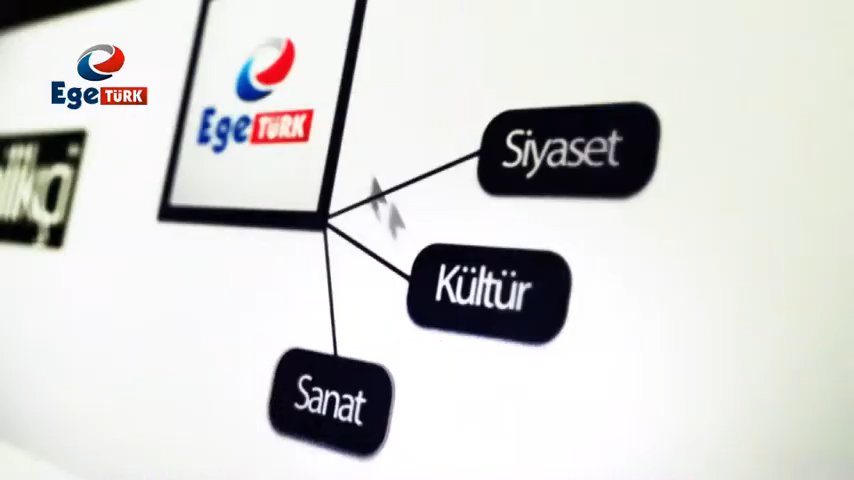 Ege TÜRK
Ege TÜRK
Siyaset
Kültür
Sanat